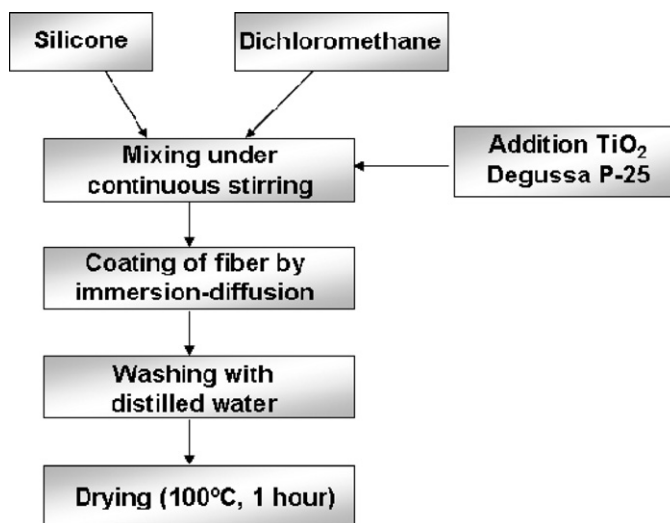 Silicone
Dichloromethane
Mixing under
continuous stirring
Addition TiO₂
Degussa P-25
Coating of fiber by
immersion-diffusion
Washing with
distilled water
Drying (100ºC, 1 hour)